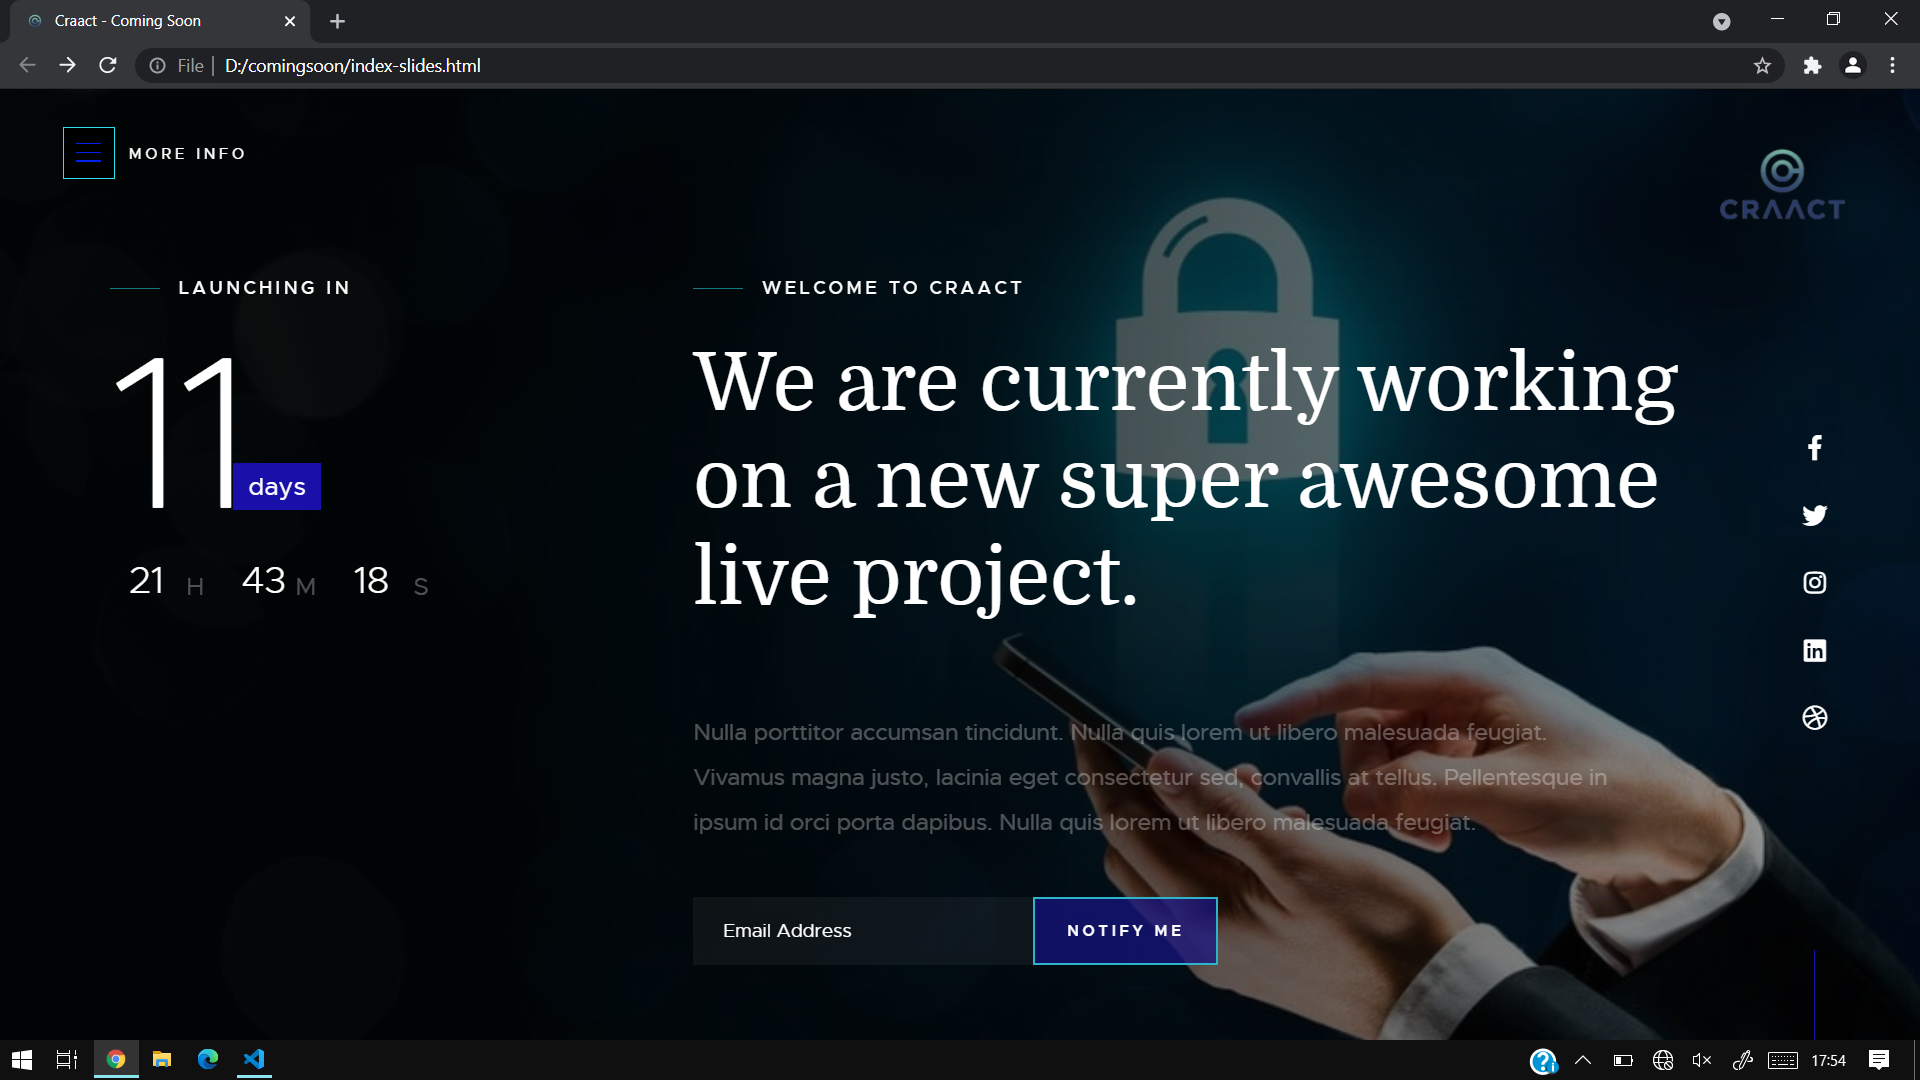 Craact - Coming Soon
File
D:/comingsoon/index-slides.html
MORE INFO
CRAACT
LAUNCHING IN
11
days
21 H 43 M 18 S
WELCOME TO CRAACT
We are currently working
on a new super awesome
live project.
Nulla porttitor accumsan tincidunt. Nulla quis lorem ut libero malesuada feugiat.
Vivamus magna justo, lacinia eget consectetur sed, convallis at tellus. Pellentesque in
ipsum id orci porta dapibus. Nulla quis lorem ut libero malesuada feugiat.
Email Address
NOTIFY ME
17:54